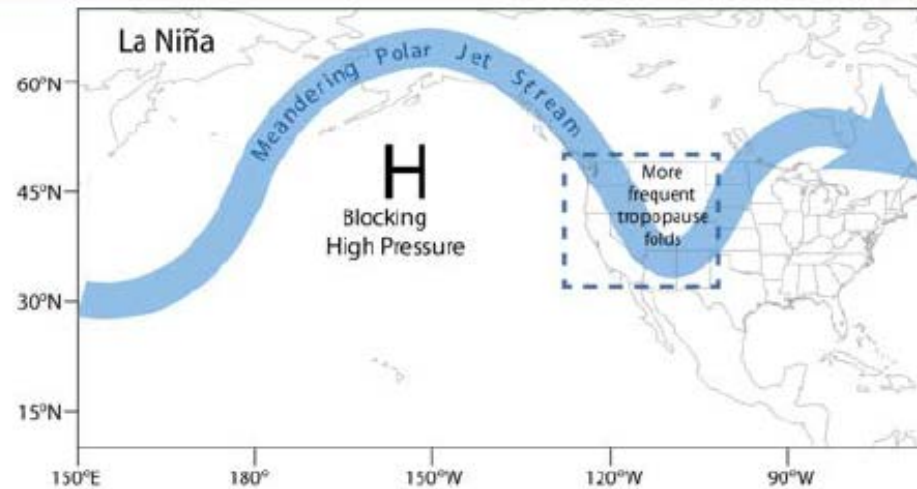 La Niña
Meandering Polar Jet Stream
60°N
H
45°N
Blocking
High Pressure
More
frequent
tropopause
folds
30°N
15°N
150°E
180°
150°W
120°W
90°W